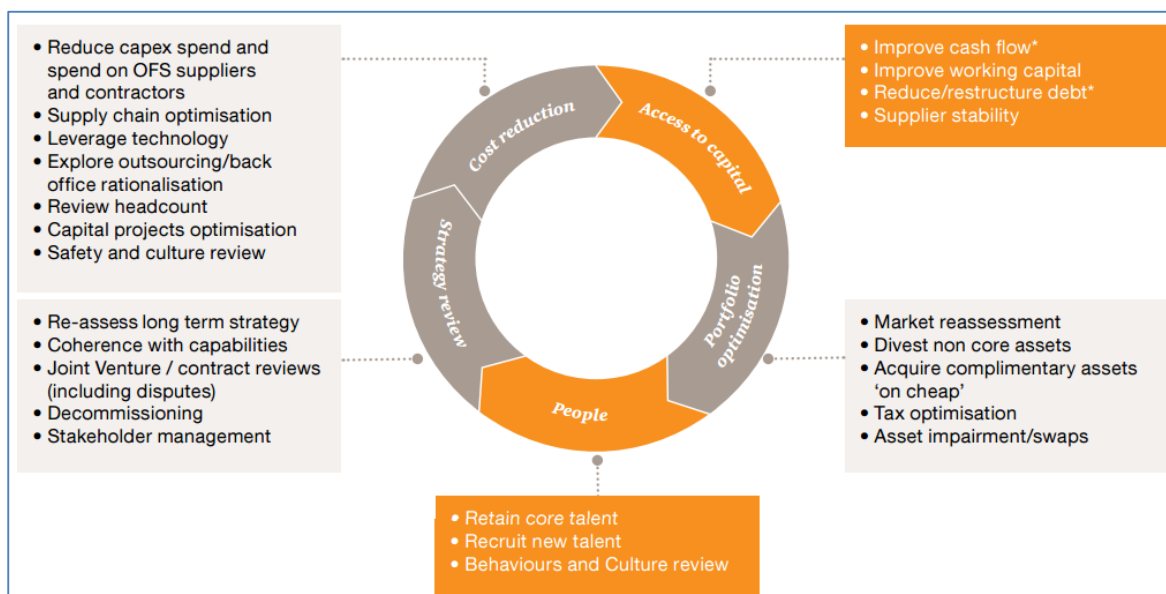 • Reduce capex spend and
spend on OFS suppliers
and contractors
• Supply chain optimisation
• Leverage technology
• Explore outsourcing/back
office rationalisation
• Review headcount
• Capital projects optimisation
• Safety and culture review
Cost reduction
Access to capital
• Improve cash flow*
• Improve working capital
• Reduce/restructure debt*
• Supplier stability
• Re-assess long term strategy
• Coherence with capabilities
• Joint Venture / contract reviews
(including disputes)
• Decommissioning
• Stakeholder management
Strategy review
Portfolio
optimisation
• Market reassessment
• Divest non core assets
• Acquire complimentary assets
‘on cheap’
• Tax optimisation
• Asset impairment/swaps
People
• Retain core talent
• Recruit new talent
• Behaviours and Culture review